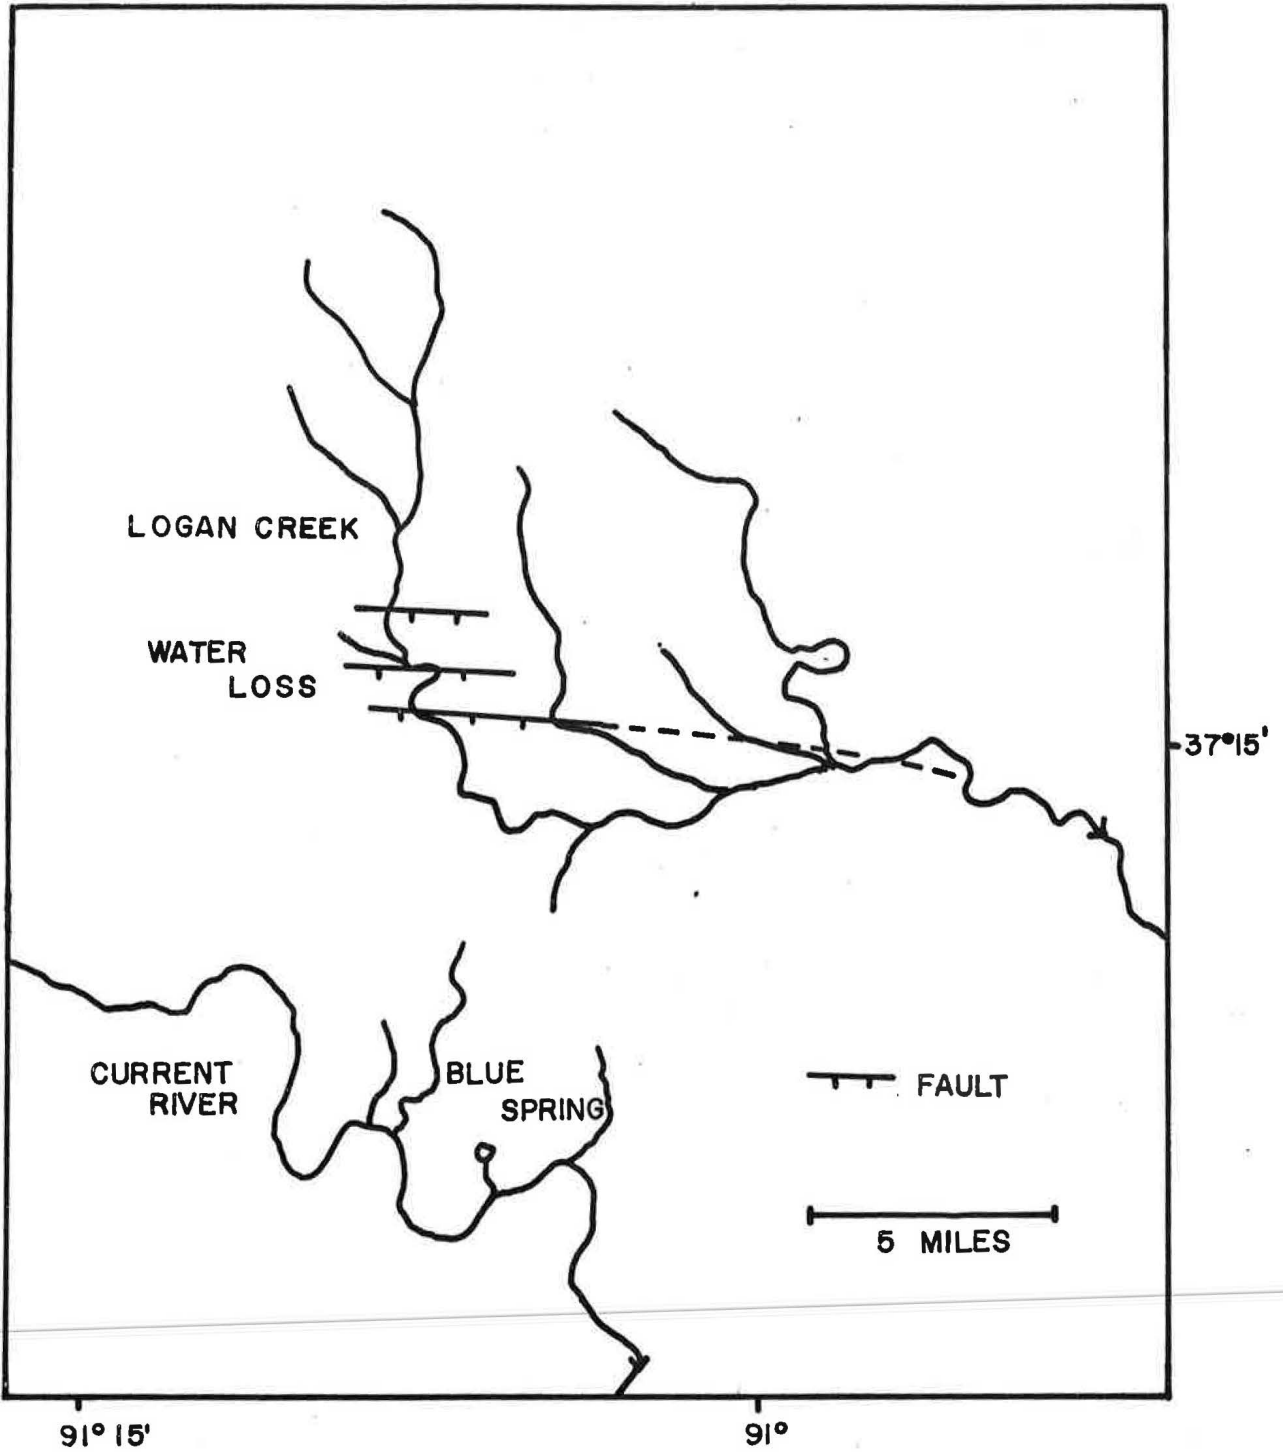 LOGAN CREEK
WATER
LOSS
37°15'
CURRENT
RIVER
BLUE
SPRING
FAULT
5 MILES
91° 15'
91°